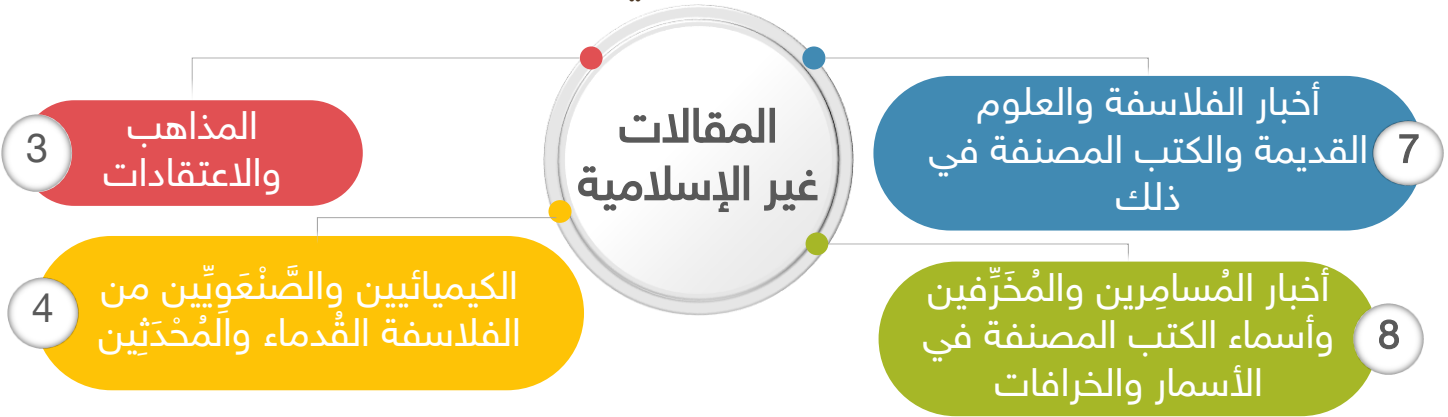 المقالات
غير الإسلامية
أخبار الفلاسفة والعلوم
القديمة والكتب المصنفة في
ذلك
7
أخبار المُسامِرين والمُخَرِّفين
وأسماء الكتب المصنفة في
الأسمار والخرافات
8
المذاهب
والاعتقادات
3
الكيميائيين والصَّنْعَوِيِّين من
الفلاسفة القُدماء والمُحْدَثِين
4